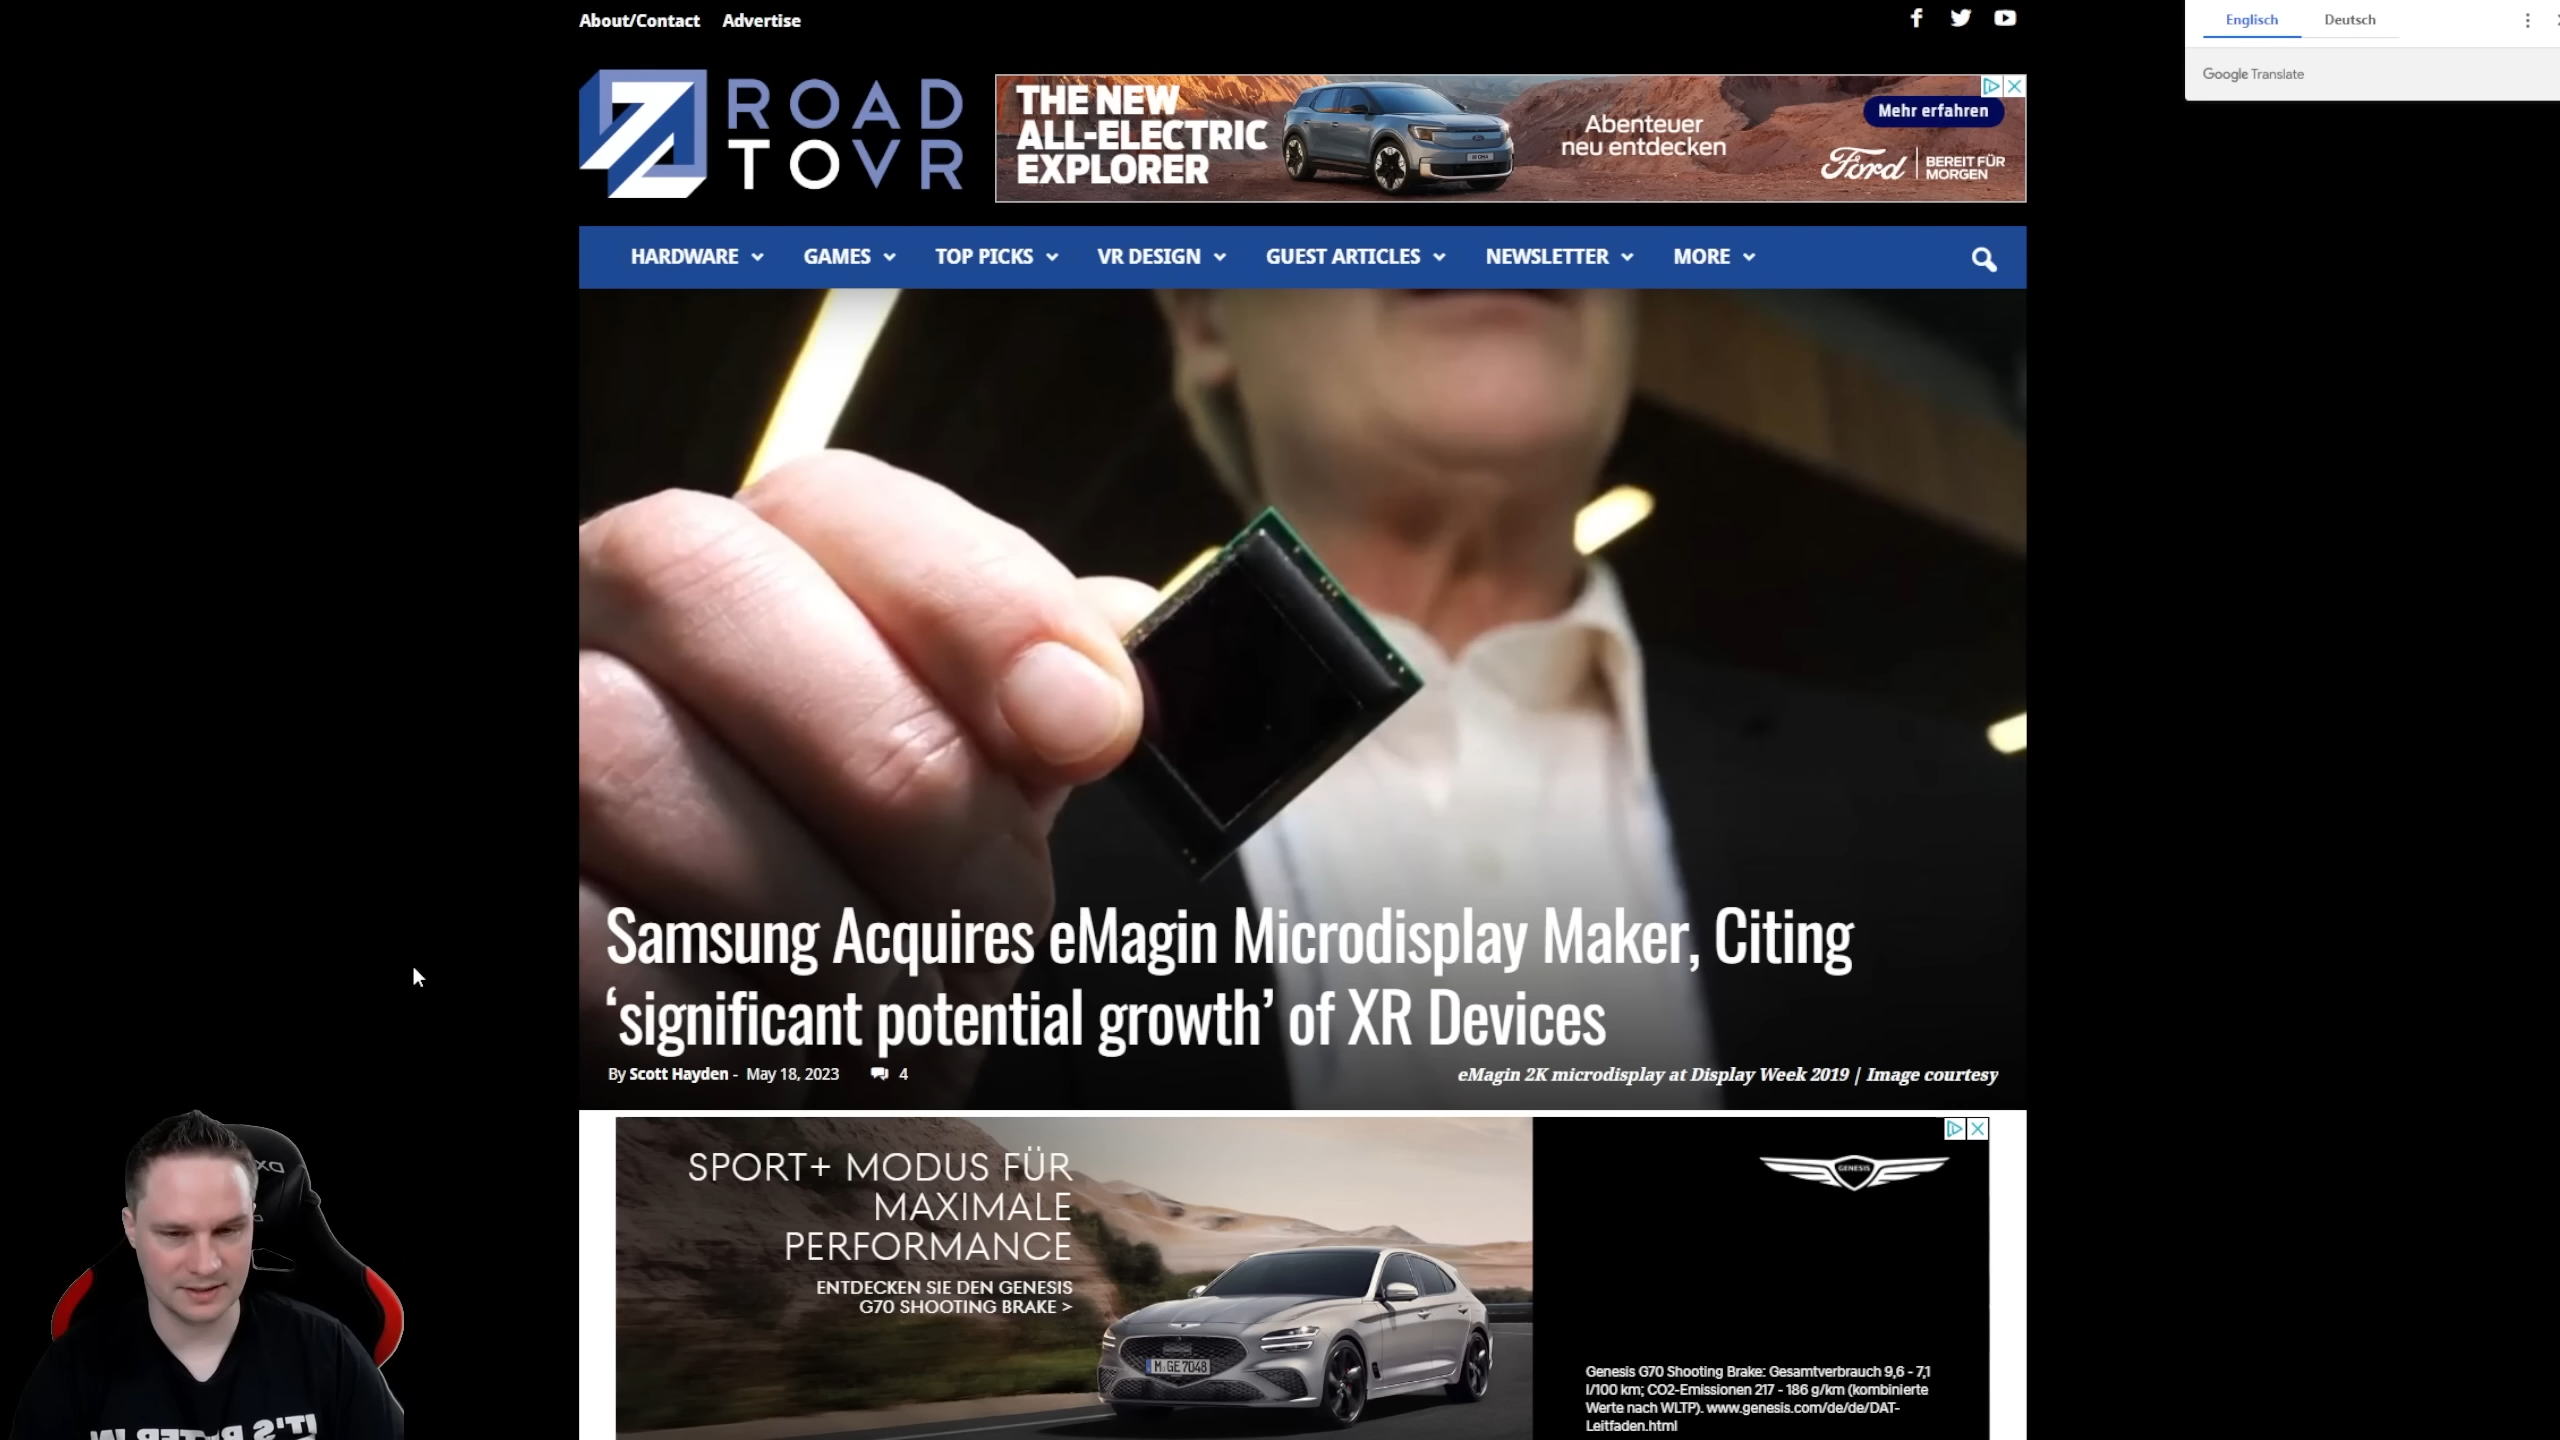 About/Contact Advertise
Englisch Deutsch
Google Translate
ROAD
TOVR
THE NEW
ALL-ELECTRIC
EXPLORER
Abenteuer
neu entdecken
Mehr erfahren
Ford BEREIT FÜR
MORGEN
HARDWARE GAMES TOP PICKS VR DESIGN GUEST ARTICLES NEWSLETTER MORE
Samsung Acquires eMagin Microdisplay Maker, Citing
‘significant potential growth’ of XR Devices
By Scott Hayden - May 18, 2023 4
eMagin 2K microdisplay at Display Week 2019 | Image courtesy
SPORT+ MODUS FÜR
MAXIMALE
PERFORMANCE
ENTDECKEN SIE DEN GENESIS
G70 SHOOTING BRAKE >
GENESIS
M·GE 7048
Genesis G70 Shooting Brake: Gesamtverbrauch 9,6 - 7,1
l/100 km; CO2-Emissionen 217 - 186 g/km (kombinierte
Werte nach WLTP). www.genesis.com/de/de/DAT-
Leitfaden.html
IT'S
IN